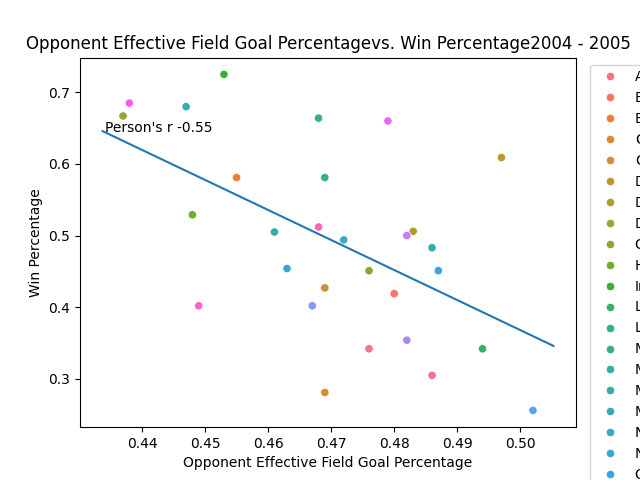 Opponent Effective Field Goal Percentagevs. Win Percentage2004 - 2005
Person's r -0.55
Win Percentage
0.7
0.6
0.5
0.4
0.3
0.44 0.45 0.46 0.47 0.48 0.49 0.50
Opponent Effective Field Goal Percentage